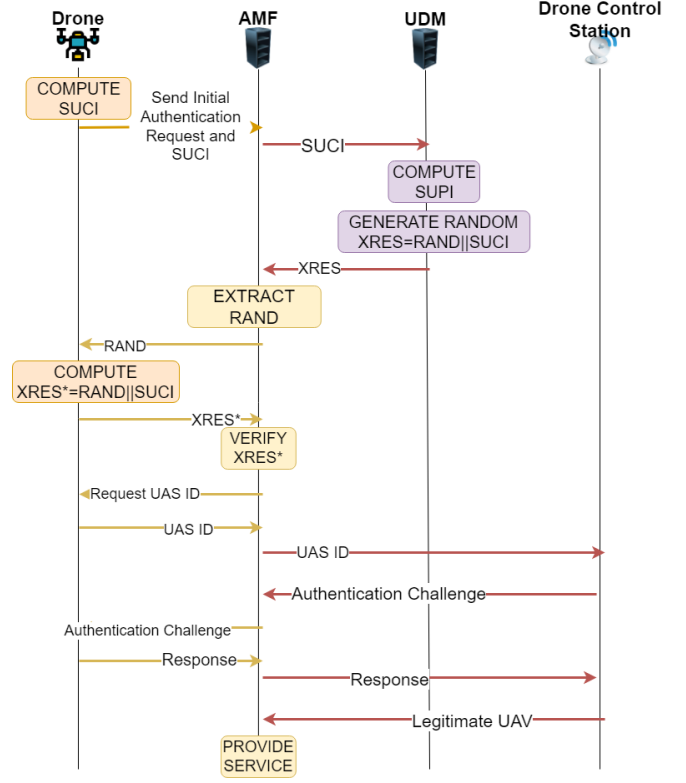 Drone
AMF
UDM
Drone Control
Station
COMPUTE
SUCI
Send Initial
Authentication
Request and
SUCI
SUCI
COMPUTE
SUPI
GENERATE RANDOM
XRES=RAND||SUCI
XRES
EXTRACT
RAND
RAND
COMPUTE
XRES*=RAND||SUCI
XRES*
VERIFY
XRES*
Request UAS ID
UAS ID
UAS ID
Authentication Challenge
Authentication Challenge
Response
Response
Legitimate UAV
PROVIDE
SERVICE